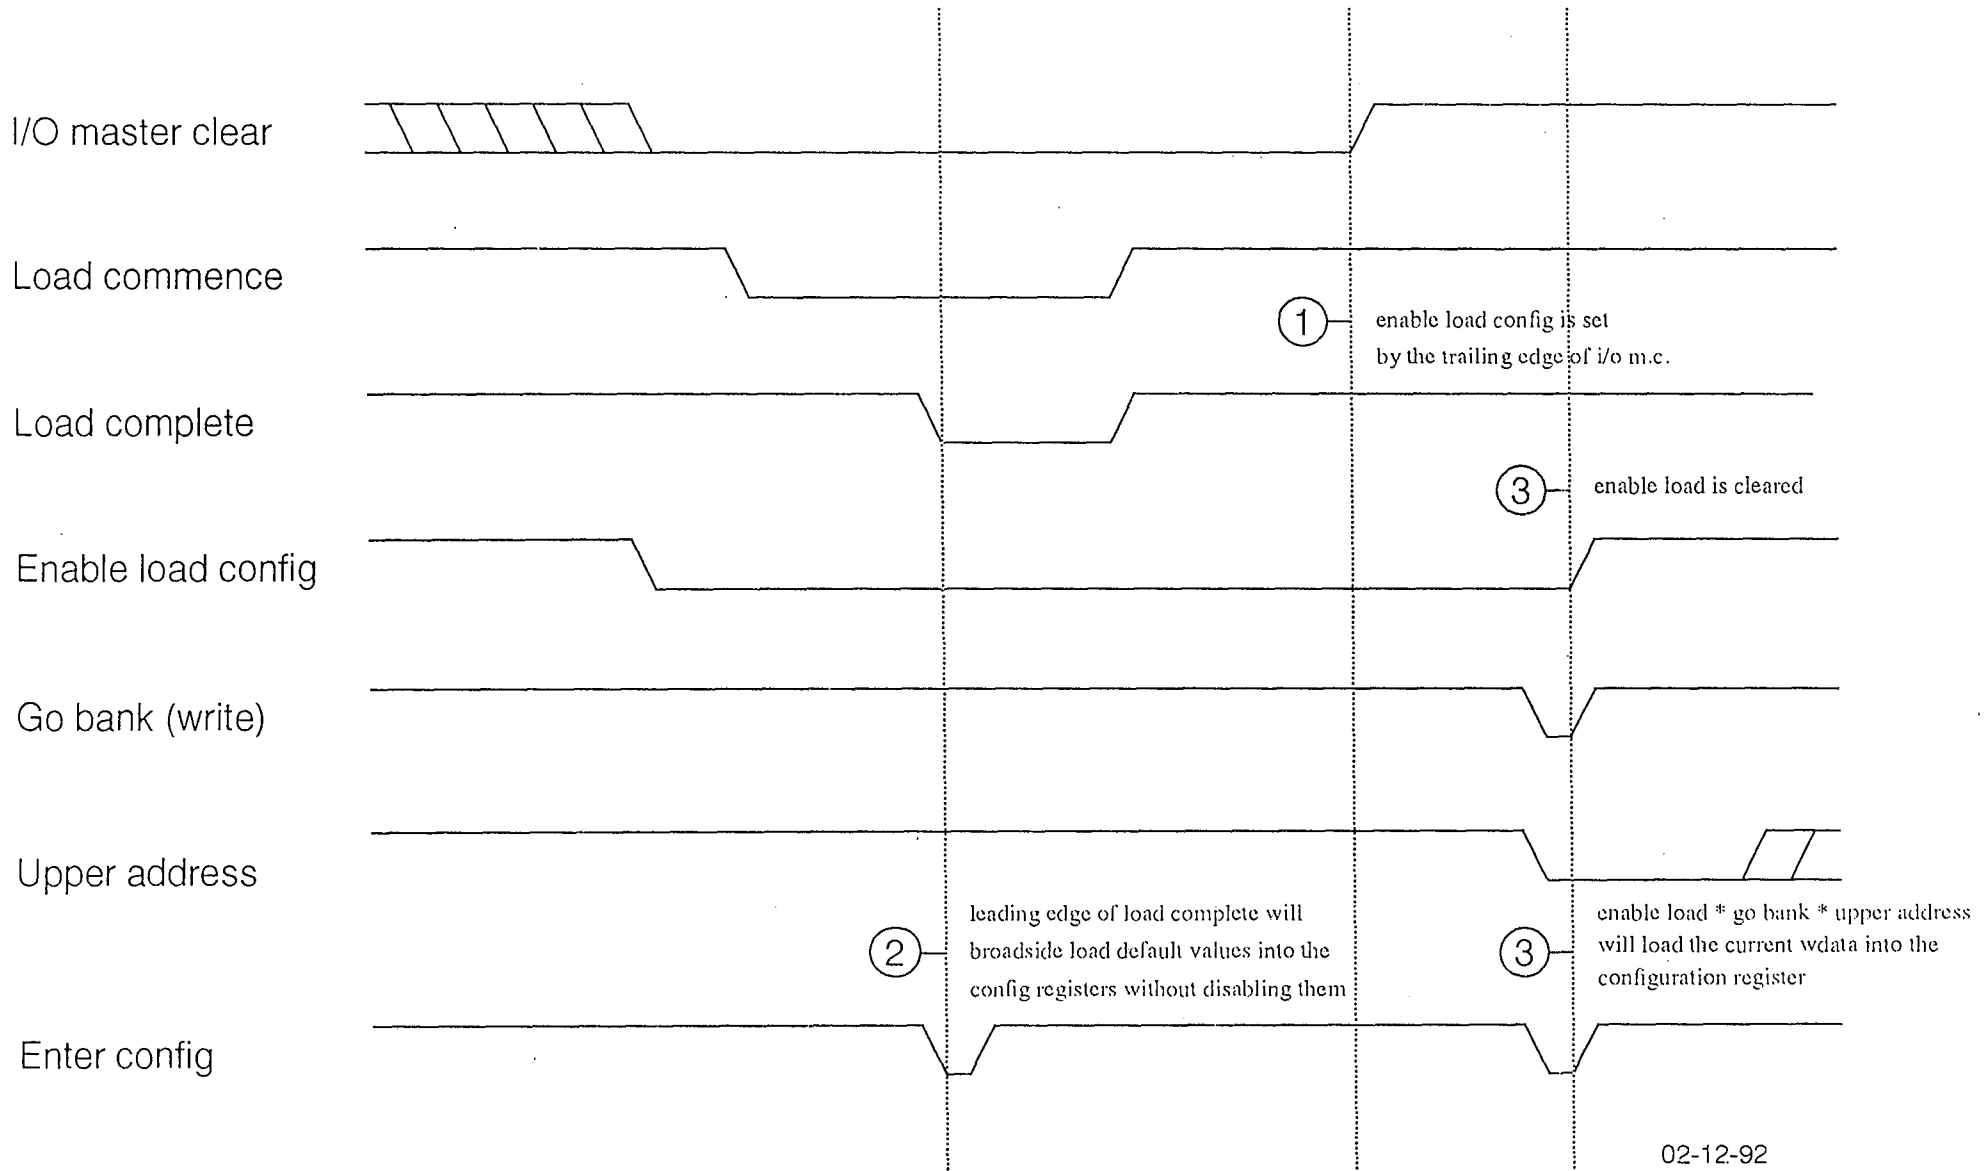 I/O master clear
Load commence
1
enable load config is set
by the trailing edge of i/o m.c.
Load complete
3
enable load is cleared
Enable load config
Go bank (write)
Upper address
2
leading edge of load complete will
broadside load default values into the
config registers without disabling them
3
enable load * go bank * upper address
will load the current wdata into the
configuration register
Enter config
02-12-92